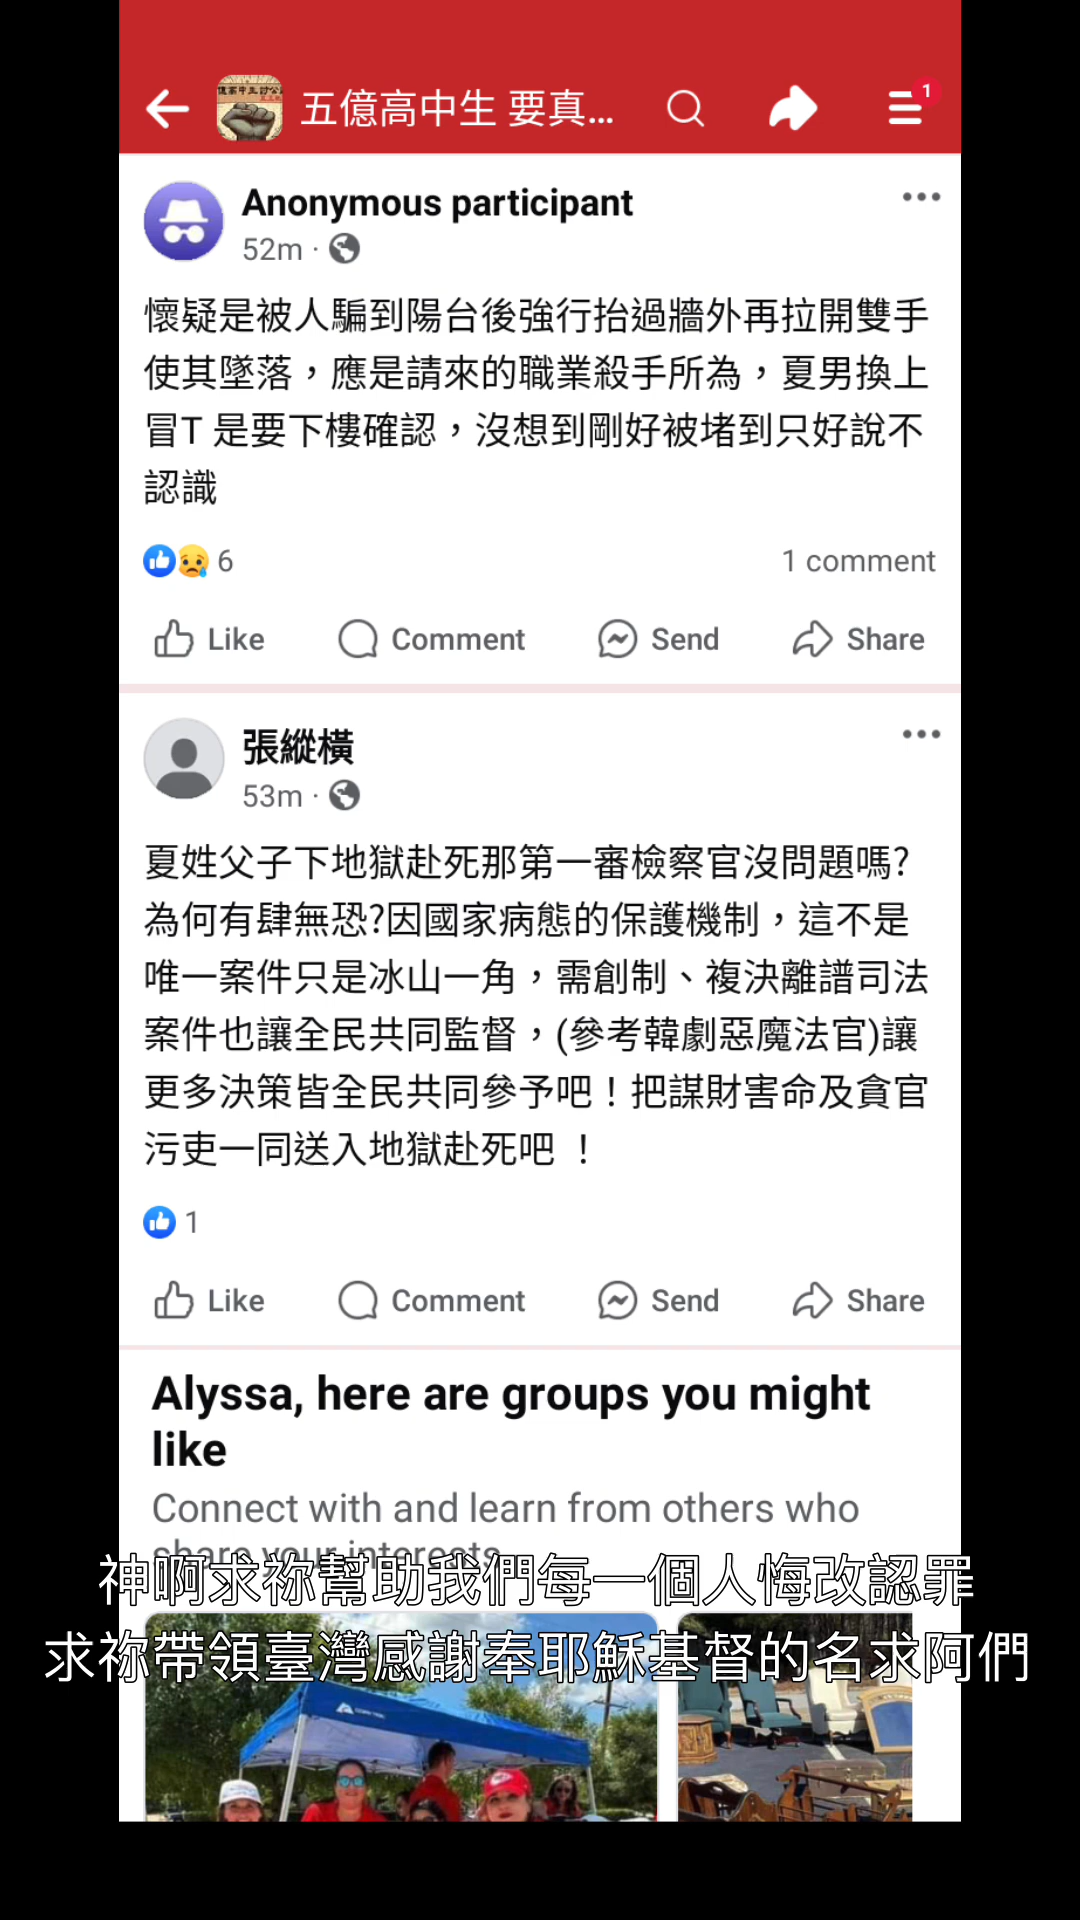 五億高中生 要真...
1
Anonymous participant
52m ·
懷疑是被人騙到陽台後強行抬過牆外再拉開雙手
使其墜落，應是請來的職業殺手所為，夏男換上
冒T 是要下樓確認，沒想到剛好被堵到只好說不
認識
6
1 comment
Like Comment Send Share
張縱橫
53m ·
夏姓父子下地獄赴死那第一審檢察官沒問題嗎?
為何有肆無恐?因國家病態的保護機制，這不是
唯一案件只是冰山一角，需創制、複決離譜司法
案件也讓全民共同監督，(參考韓劇惡魔法官)讓
更多決策皆全民共同參予吧！把謀財害命及貪官
污吏一同送入地獄赴死吧 ！
1
Like Comment Send Share
Alyssa, here are groups you might
like
Connect with and learn from others who
share your interests
神啊求祢幫助我們每一個人悔改認罪
求祢帶領臺灣感謝奉耶穌基督的名求阿們